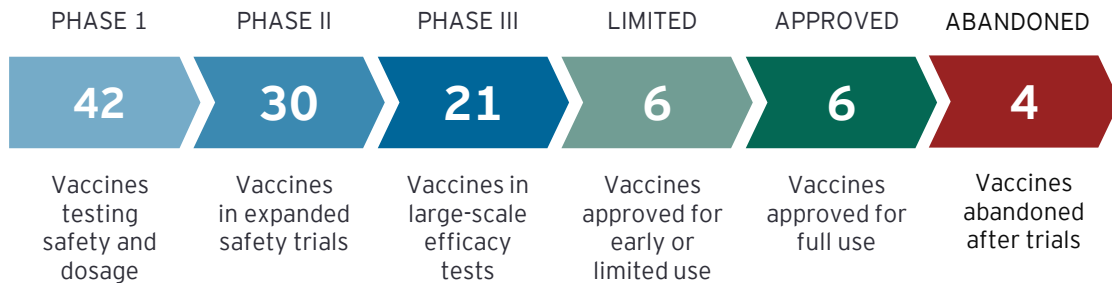 PHASE 1
PHASE II
PHASE III
LIMITED
APPROVED
ABANDONED
42
30
21
6
6
4
Vaccines
testing
safety and
dosage
Vaccines
in expanded
safety trials
Vaccines in
large-scale
efficacy
tests
Vaccines
approved for
early or
limited use
Vaccines
approved for
full use
Vaccines
abandoned
after trials